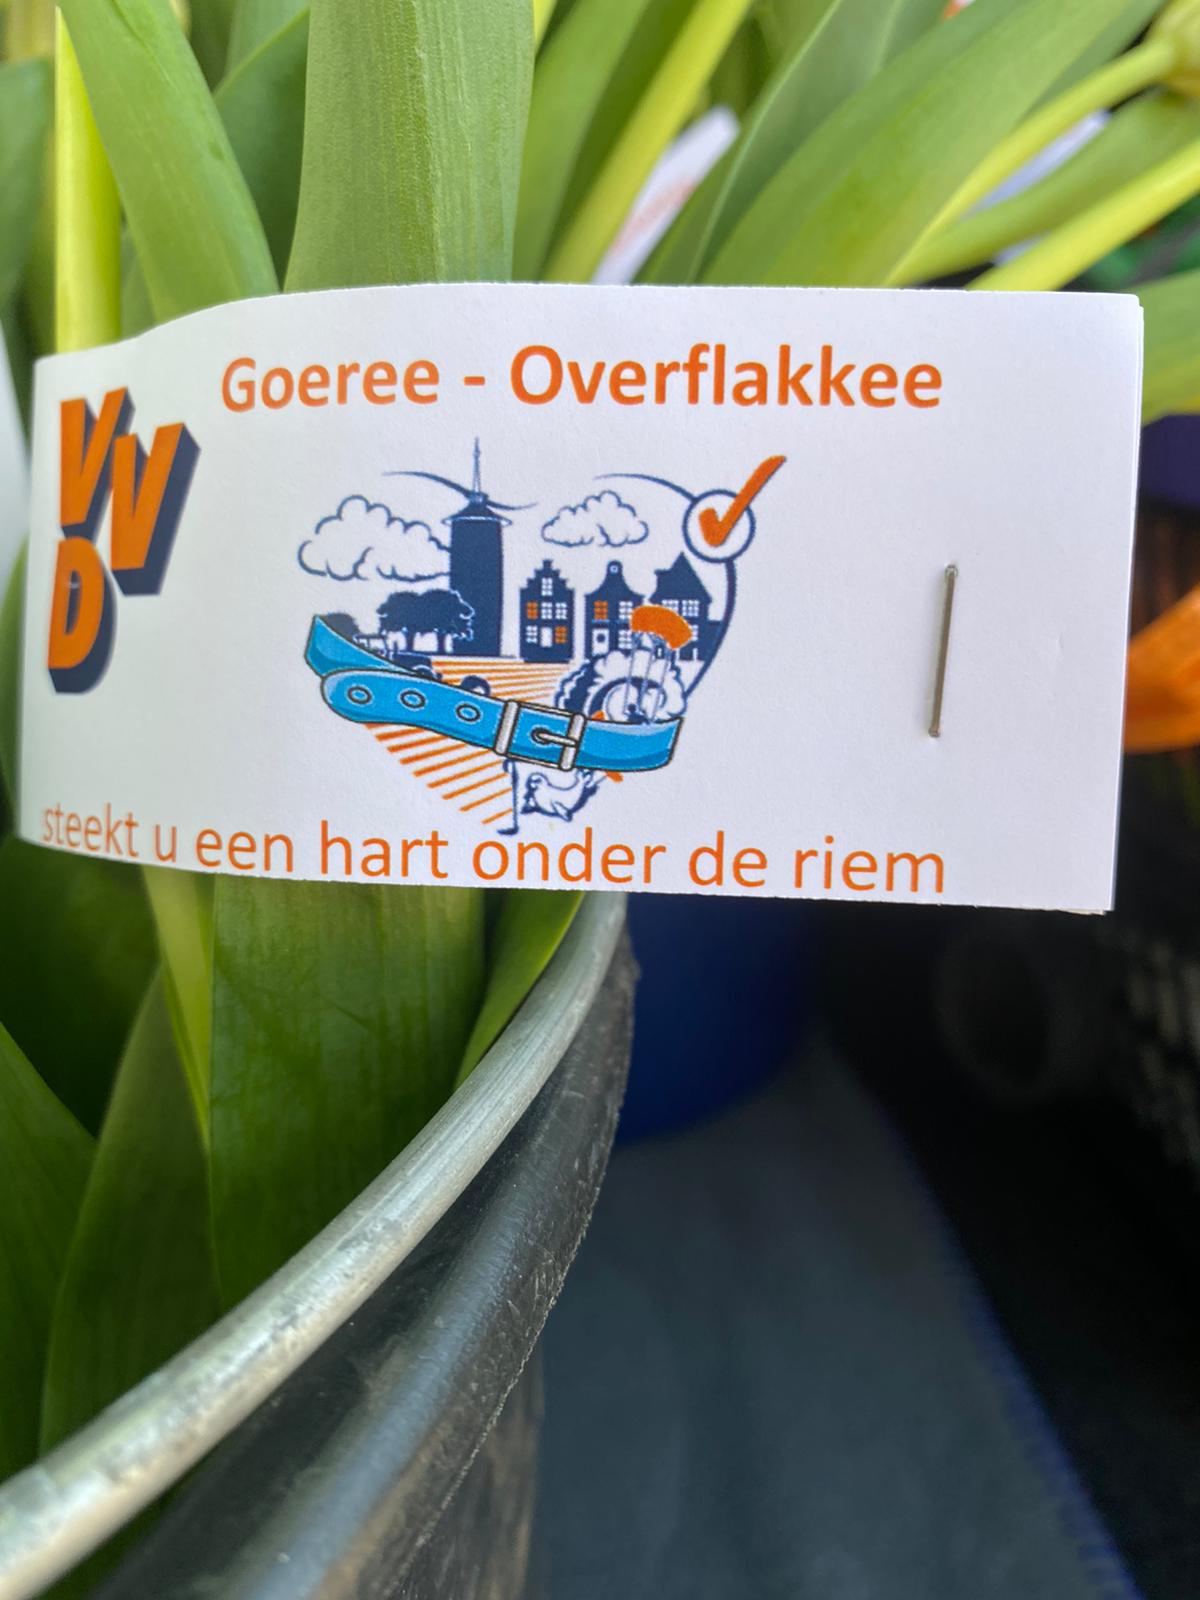 Goeree - Overflakkee
VVD
steekt u een hart onder de riem